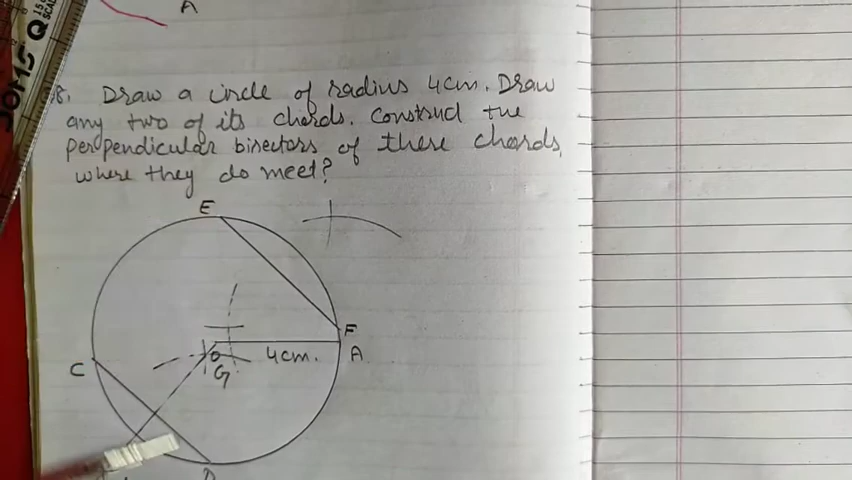 A
8. Draw a circle of radius 4cm. Draw
any two of its chords. Construct the
perpendicular bisectors of these chords,
where they do meet?
E
F
4cm. A
O
G
C
D